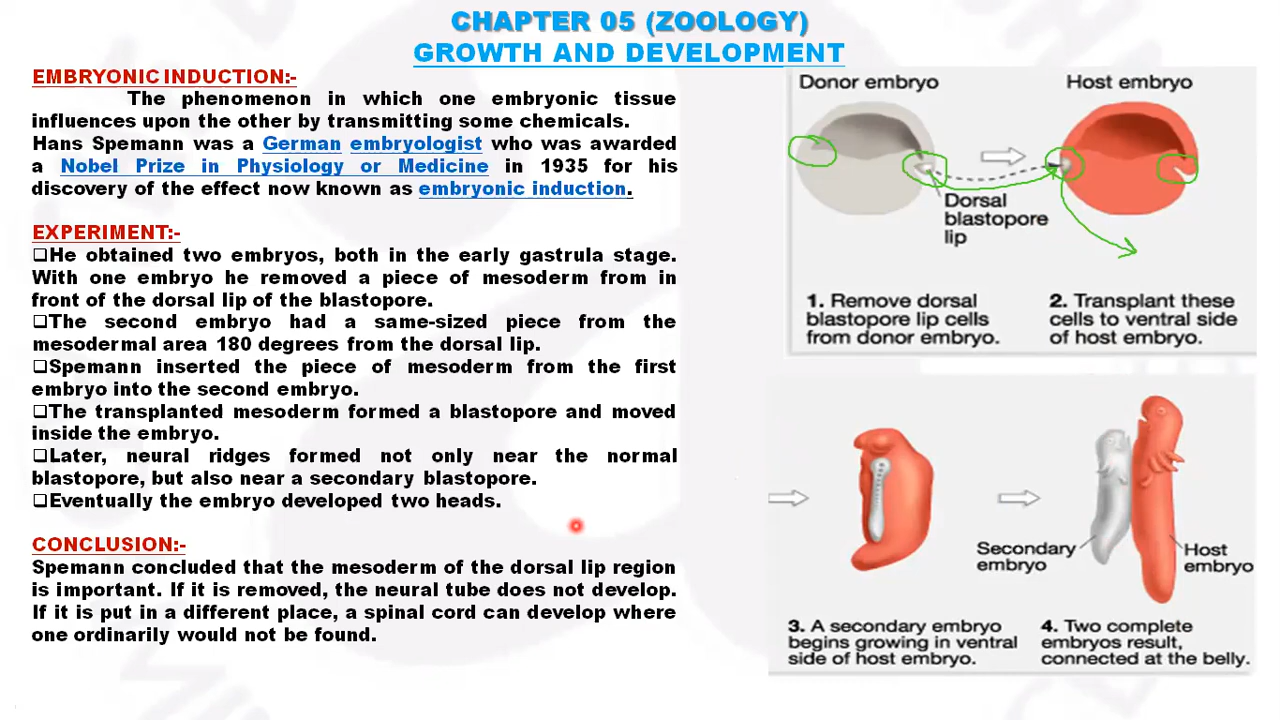 CHAPTER 05 (ZOOLOGY)
GROWTH AND DEVELOPMENT
EMBRYONIC INDUCTION:-
The phenomenon in which one embryonic tissue
influences upon the other by transmitting some chemicals.
Hans Spemann was a German embryologist who was awarded
a Nobel Prize in Physiology or Medicine in 1935 for his
discovery of the effect now known as embryonic induction.
EXPERIMENT:-
❑He obtained two embryos, both in the early gastrula stage.
With one embryo he removed a piece of mesoderm from in
front of the dorsal lip of the blastopore.
❑The second embryo had a same-sized piece from the
mesodermal area 180 degrees from the dorsal lip.
❑Spemann inserted the piece of mesoderm from the first
embryo into the second embryo.
❑The transplanted mesoderm formed a blastopore and moved
inside the embryo.
❑Later, neural ridges formed not only near the normal
blastopore, but also near a secondary blastopore.
❑Eventually the embryo developed two heads.
CONCLUSION:-
Spemann concluded that the mesoderm of the dorsal lip region
is important. If it is removed, the neural tube does not develop.
If it is put in a different place, a spinal cord can develop where
one ordinarily would not be found.
Donor embryo
Host embryo
Dorsal
blastopore
lip
1. Remove dorsal
blastopore lip cells
from donor embryo.
2. Transplant these
cells to ventral side
of host embryo.
Secondary
embryo
Host
embryo
3. A secondary embryo
begins growing in ventral
side of host embryo.
4. Two complete
embryos result,
connected at the belly.